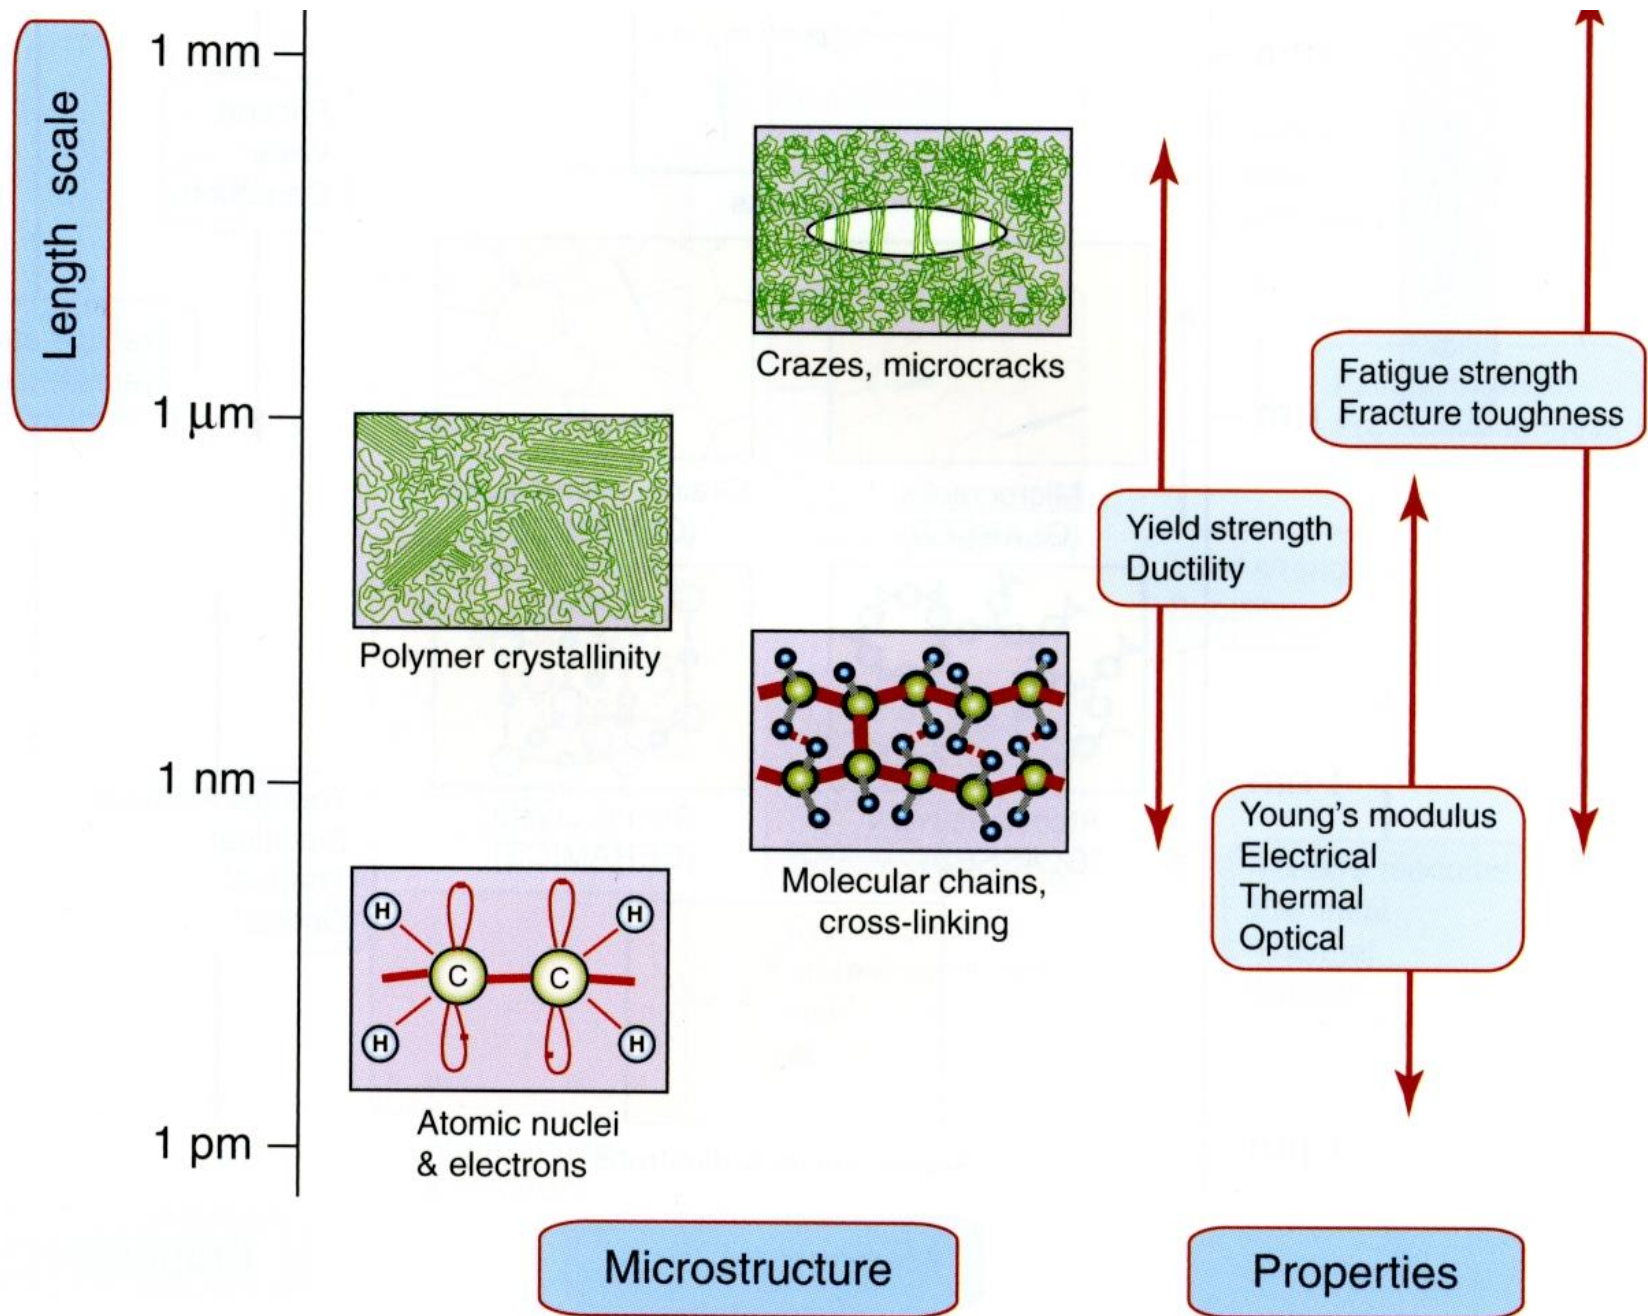 Length scale
1 mm
1 μm
1 nm
1 pm
Crazes, microcracks
Polymer crystallinity
Molecular chains,
cross-linking
H
H
C
C
H
H
Atomic nuclei
& electrons
Fatigue strength
Fracture toughness
Yield strength
Ductility
Young's modulus
Electrical
Thermal
Optical
Microstructure
Properties